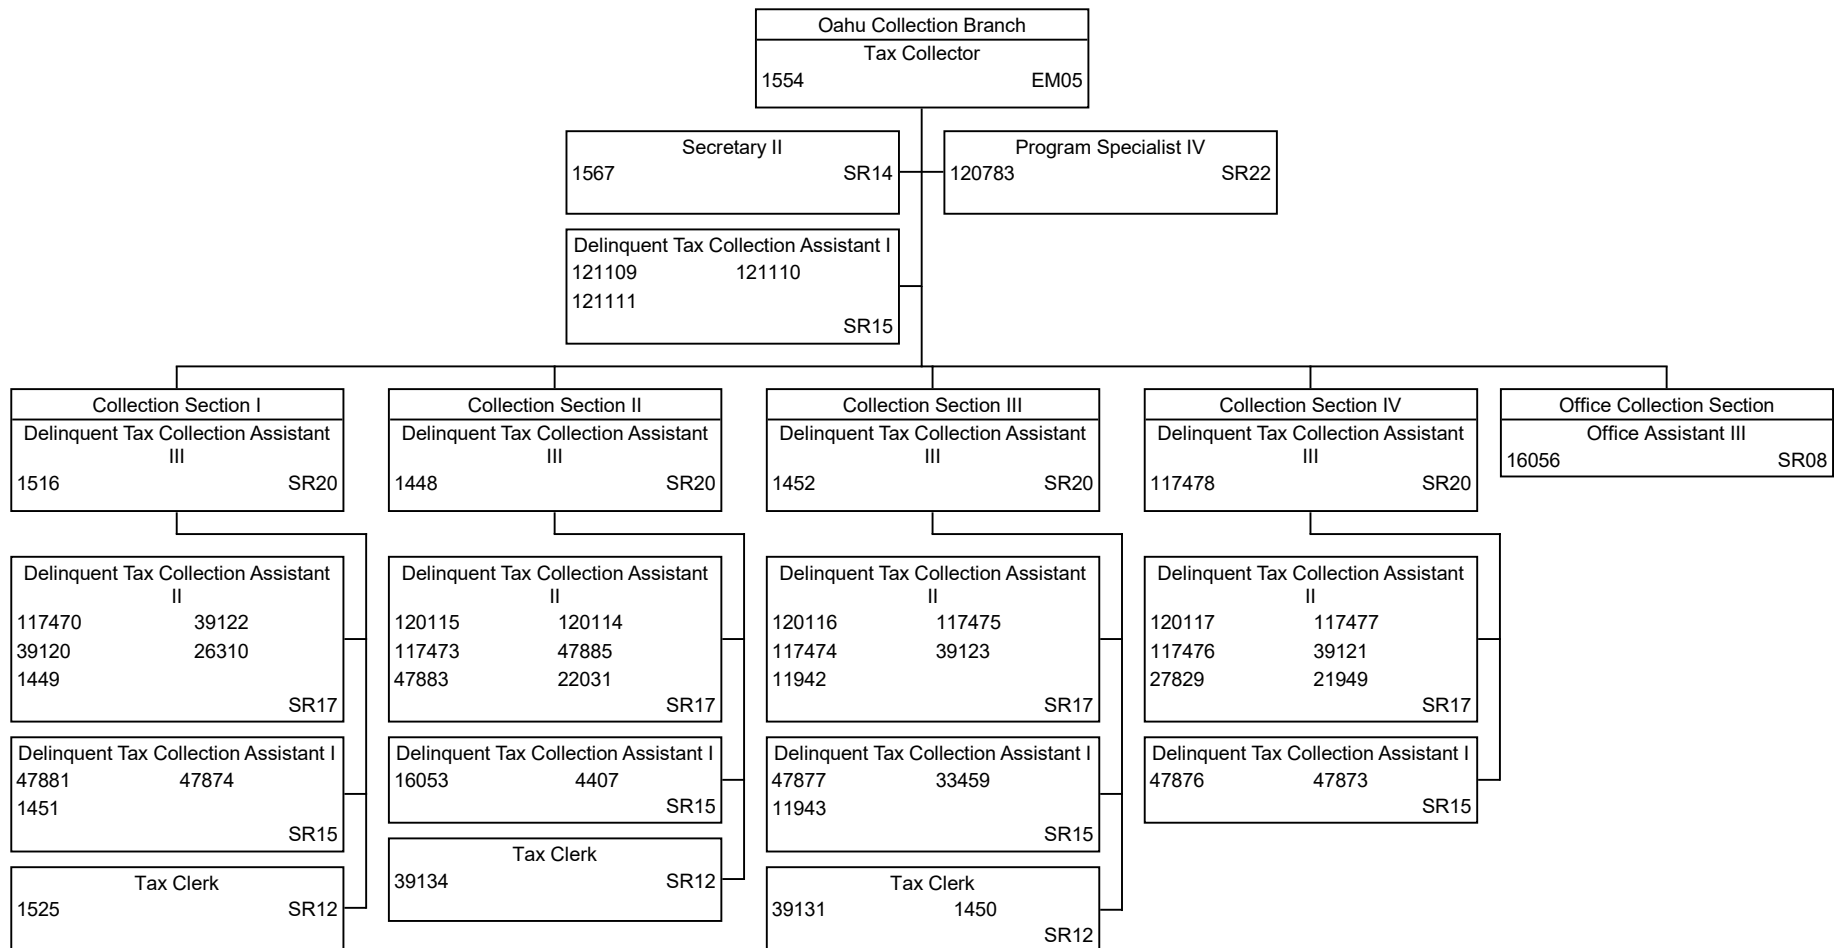 Oahu Collection Branch
Tax Collector
1554 EM05
Secretary II
1567 SR14
Program Specialist IV
120783 SR22
Delinquent Tax Collection Assistant I
121109 121110
121111
SR15
Collection Section I
Delinquent Tax Collection Assistant
III
1516 SR20
Delinquent Tax Collection Assistant
II
117470 39122
39120 26310
1449
SR17
Delinquent Tax Collection Assistant I
47881 47874
1451
SR15
Tax Clerk
1525 SR12
Collection Section II
Delinquent Tax Collection Assistant
III
1448 SR20
Delinquent Tax Collection Assistant
II
120115 120114
117473 47885
47883 22031
SR17
Delinquent Tax Collection Assistant I
16053 4407
SR15
Tax Clerk
39134 SR12
Collection Section III
Delinquent Tax Collection Assistant
III
1452 SR20
Delinquent Tax Collection Assistant
II
120116 117475
117474 39123
11942
SR17
Delinquent Tax Collection Assistant I
47877 33459
11943
SR15
Tax Clerk
39131 1450
SR12
Collection Section IV
Delinquent Tax Collection Assistant
III
117478 SR20
Delinquent Tax Collection Assistant
II
120117 117477
117476 39121
27829 21949
SR17
Delinquent Tax Collection Assistant I
47876 47873
SR15
Office Collection Section
Office Assistant III
16056 SR08